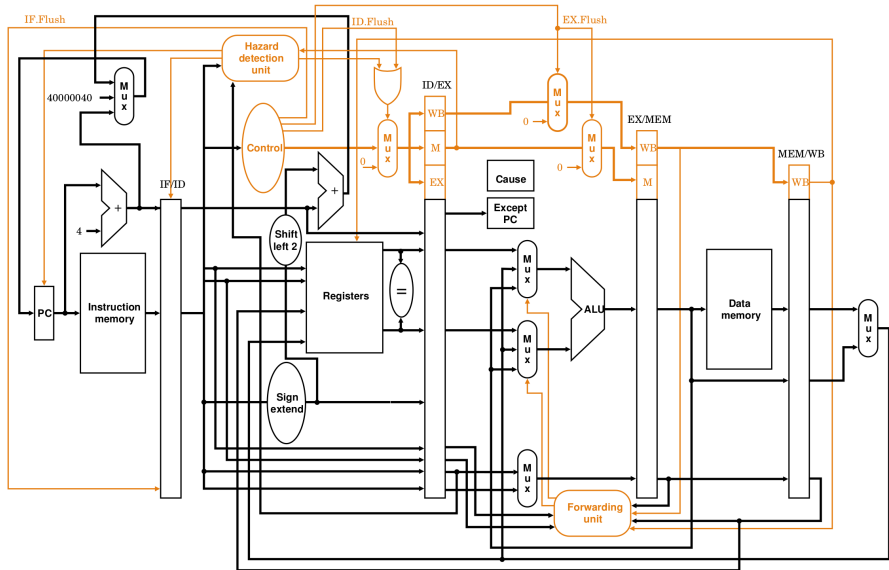 IF.Flush
ID.Flush
EX.Flush
Hazard
detection
unit
ID/EX
M
u
x
40000040
M
u
x
WB
0
EX/MEM
Control
M
u
x
0
M
M
u
x
0
WB
MEM/WB
IF/ID
EX
Cause
M
WB
+
4
+
Except
PC
Shift
left 2
PC
Instruction
memory
Registers
=
M
u
x
ALU
Data
memory
M
u
x
M
u
x
Sign
extend
M
u
x
Forwarding
unit